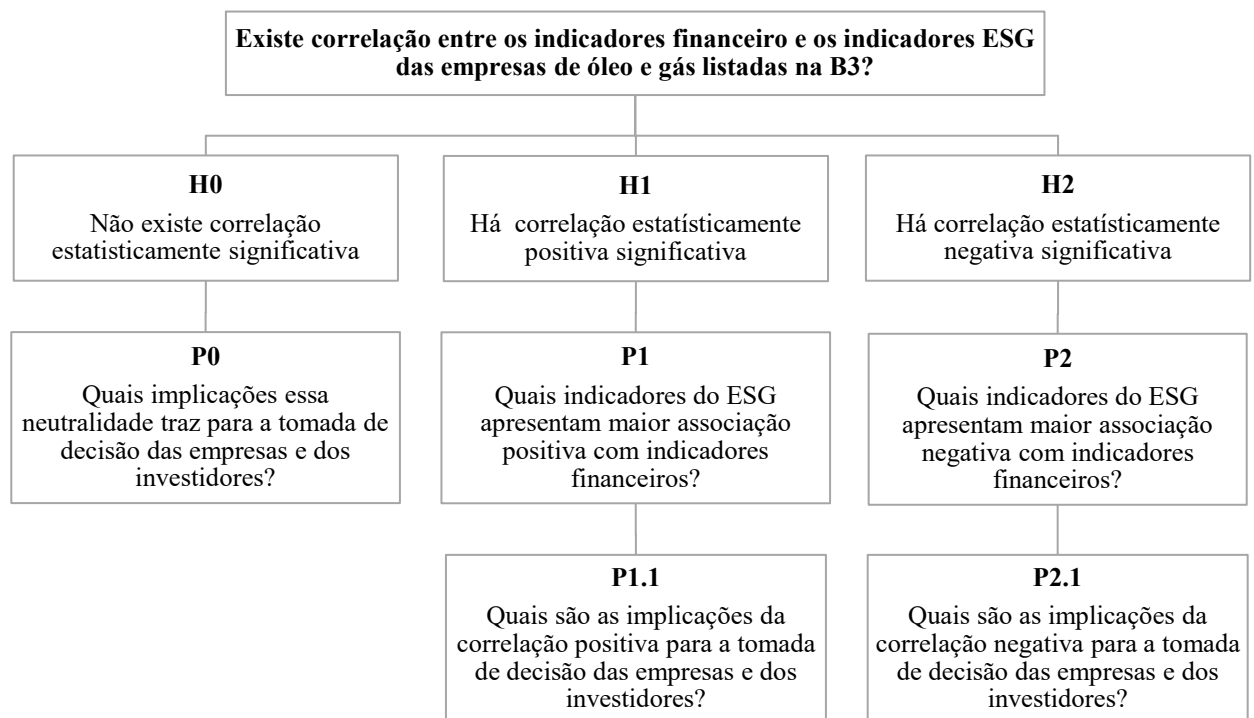 Existe correlação entre os indicadores financeiro e os indicadores ESG
das empresas de óleo e gás listadas na B3?
H0
Não existe correlação
estatisticamente significativa
H1
Há correlação estatísticamente
positiva significativa
H2
Há correlação estatísticamente
negativa significativa
P0
Quais implicações essa
neutralidade traz para a tomada de
decisão das empresas e dos
investidores?
P1
Quais indicadores do ESG
apresentam maior associação
positiva com indicadores
financeiros?
P2
Quais indicadores do ESG
apresentam maior associação
negativa com indicadores
financeiros?
P1.1
Quais são as implicações da
correlação positiva para a tomada
de decisão das empresas e dos
investidores?
P2.1
Quais são as implicações da
correlação negativa para a tomada
de decisão das empresas e dos
investidores?